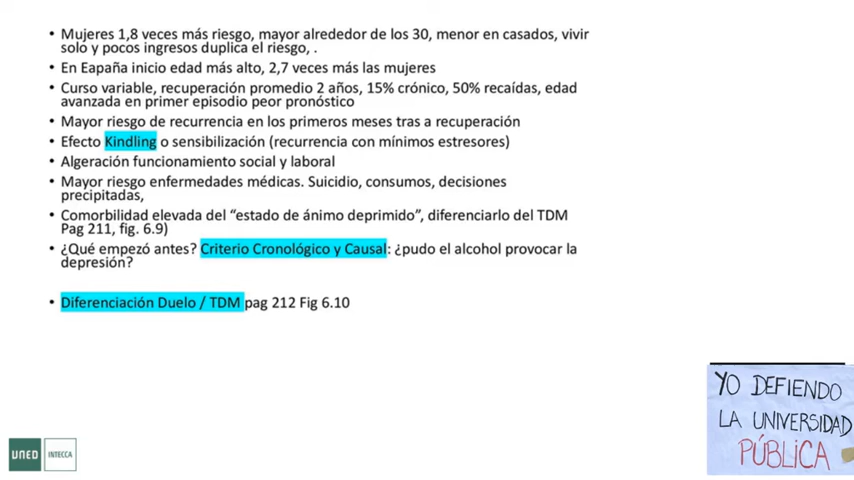 • Mujeres 1,8 veces más riesgo, mayor alrededor de los 30, menor en casados, vivir
solo y pocos ingresos duplica el riesgo, .
• En Eapaña inicio edad más alto, 2,7 veces más las mujeres
• Curso variable, recuperación promedio 2 años, 15% crónico, 50% recaídas, edad
avanzada en primer episodio peor pronóstico
• Mayor riesgo de recurrencia en los primeros meses tras a recuperación
• Efecto Kindling o sensibilización (recurrencia con mínimos estresores)
• Algeración funcionamiento social y laboral
• Mayor riesgo enfermedades médicas. Suicidio, consumos, decisiones
precipitadas,
• Comorbilidad elevada del “estado de ánimo deprimido”, diferenciarlo del TDM
Pag 211, fig. 6.9)
• ¿Qué empezó antes? Criterio Cronológico y Causal: ¿pudo el alcohol provocar la
depresión?
• Diferenciación Duelo / TDM pag 212 Fig 6.10
YO DEFIENDO
LA UNIVERSIDAD
PÚBLICA
UNED INTECCA